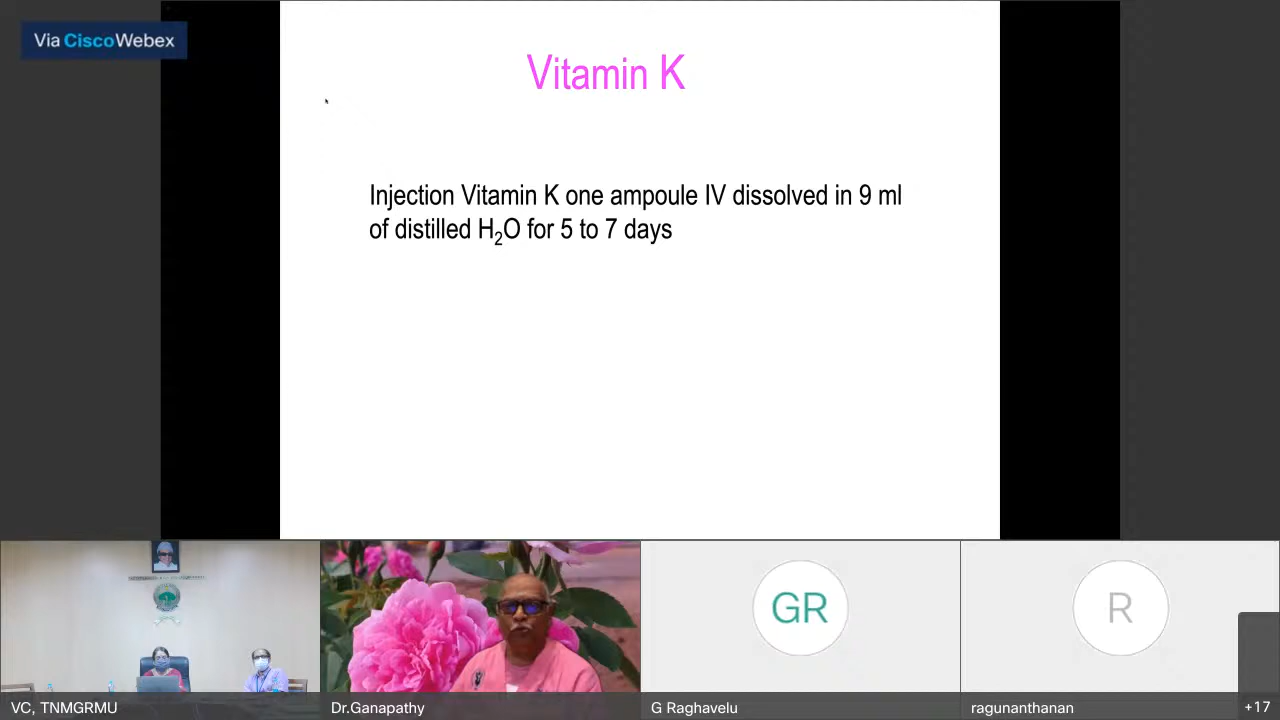 Via CiscoWebex
Vitamin K
Injection Vitamin K one ampoule IV dissolved in 9 ml
of distilled H₂O for 5 to 7 days
GR
R
VC, TNMGRMU
Dr.Ganapathy
G Raghavelu
ragunanthanan
+17